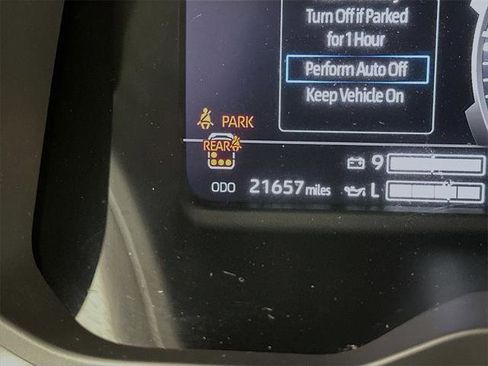 Turn Off if Parked
for 1 Hour
Perform Auto Off
Keep Vehicle On
PARK
REAR
9
ODO 21657 miles
L